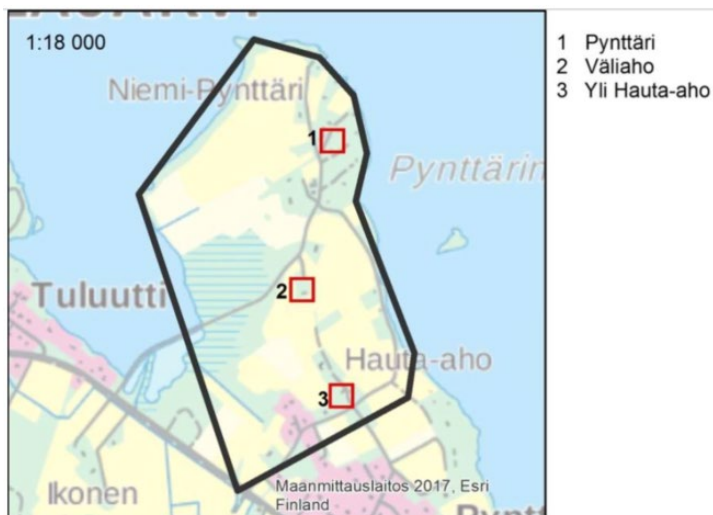 1:18 000
1 Pynttäri
2 Väliaho
3 Yli Hauta-aho
Niemi-Pynttäri
1
Pynttärin
2
Tuluutti
Hauta-aho
3
Maanmittauslaitos 2017, Esri
Finland
Ikonen